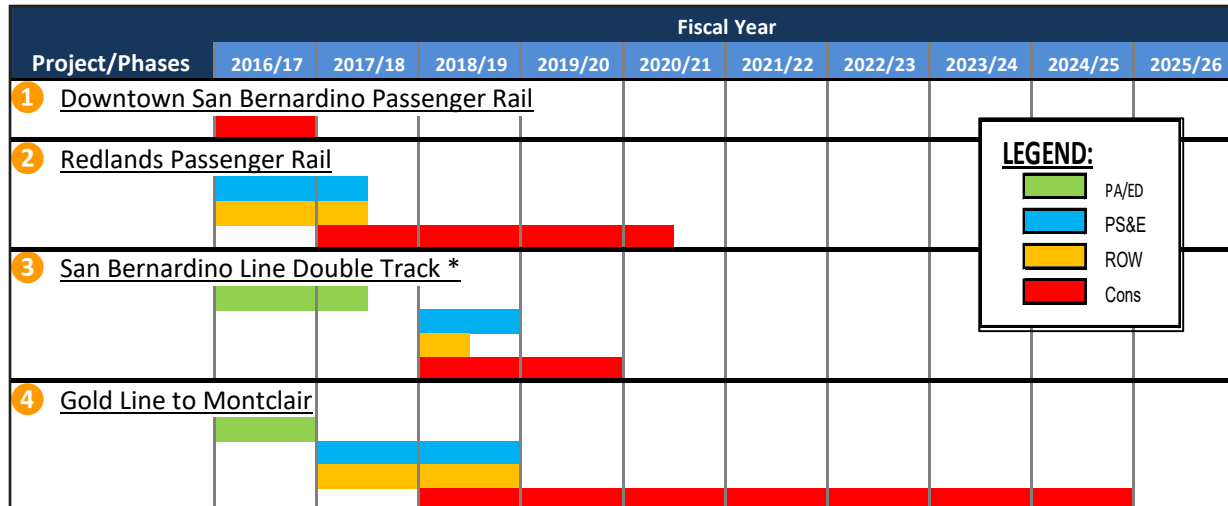 Fiscal Year
Project/Phases 2016/17 2017/18 2018/19 2019/20 2020/21 2021/22 2022/23 2023/24 2024/25 2025/26
1 Downtown San Bernardino Passenger Rail
2 Redlands Passenger Rail
3 San Bernardino Line Double Track *
4 Gold Line to Montclair
LEGEND:
PA/ED
PS&E
ROW
Cons